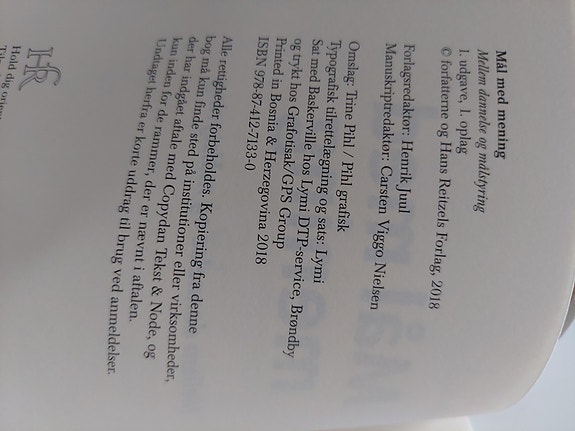 Mål med mening
Mellem dannelse og målstyring
1. udgave, 1. oplag
© forfatterne og Hans Reitzels Forlag, 2018
Forlagsredaktør: Henrik Juul
Manuskriptredaktør: Carsten Viggo Nielsen
Omslag: Trine Pihl / Pihl grafisk
Typografisk tilrettelægning og sats: Lymi
Sat med Baskerville hos Lymi DTP-service, Brøndby
og trykt hos Grafotisak/GPS Group
Printed in Bosnia & Herzegovina 2018
ISBN 978-87-412-7133-0
Alle rettigheder forbeholdes. Kopiering fra denne
bog må kun finde sted på institutioner eller virksomheder,
der har indgået aftale med Copydan Tekst & Node, og
kun inden for de rammer, der er nævnt i aftalen.
Undtaget herfra er korte uddrag til brug ved anmeldelser.
HR
Hold dig